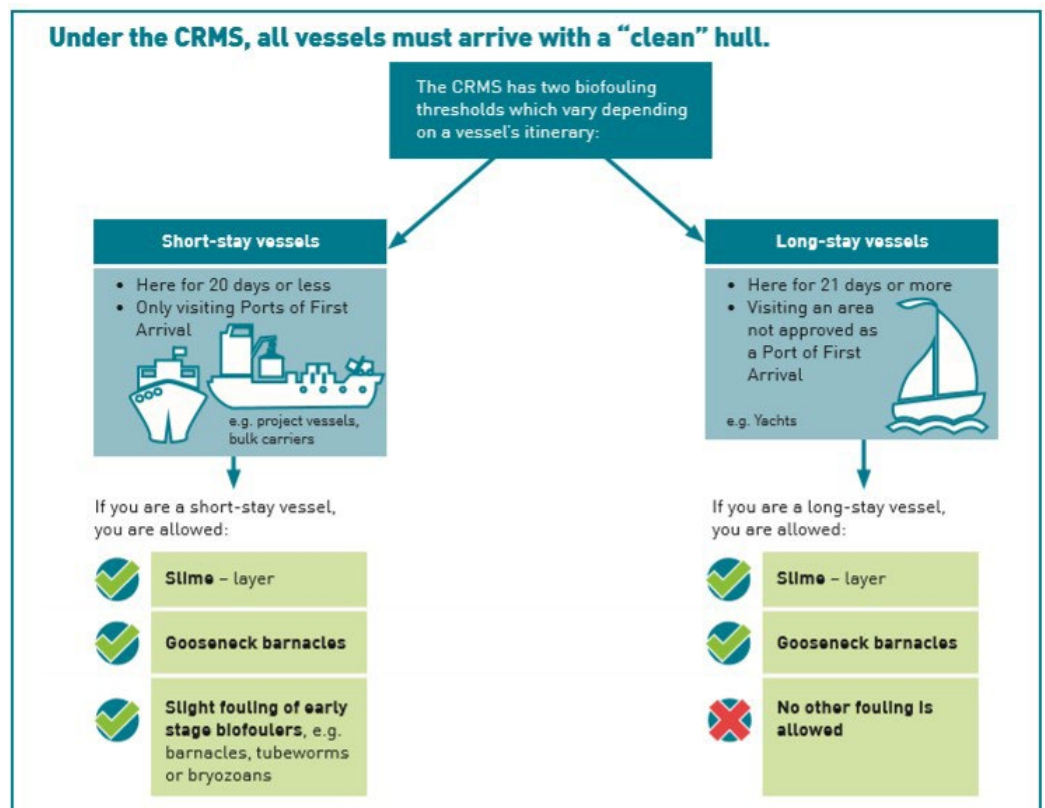 Under the CRMS, all vessels must arrive with a “clean” hull.
The CRMS has two biofouling
thresholds which vary depending
on a vessel’s itinerary:
Short-stay vessels
• Here for 20 days or less
• Only visiting Ports of First
Arrival
e.g. project vessels,
bulk carriers
If you are a short-stay vessel,
you are allowed:
Slime – layer
Gooseneck barnacles
Slight fouling of early
stage biofoulers, e.g.
barnacles, tubeworms
or bryozoans
Long-stay vessels
• Here for 21 days or more
• Visiting an area
not approved as
a Port of First
Arrival
e.g. Yachts
If you are a long-stay vessel,
you are allowed:
Slime – layer
Gooseneck barnacles
No other fouling is
allowed